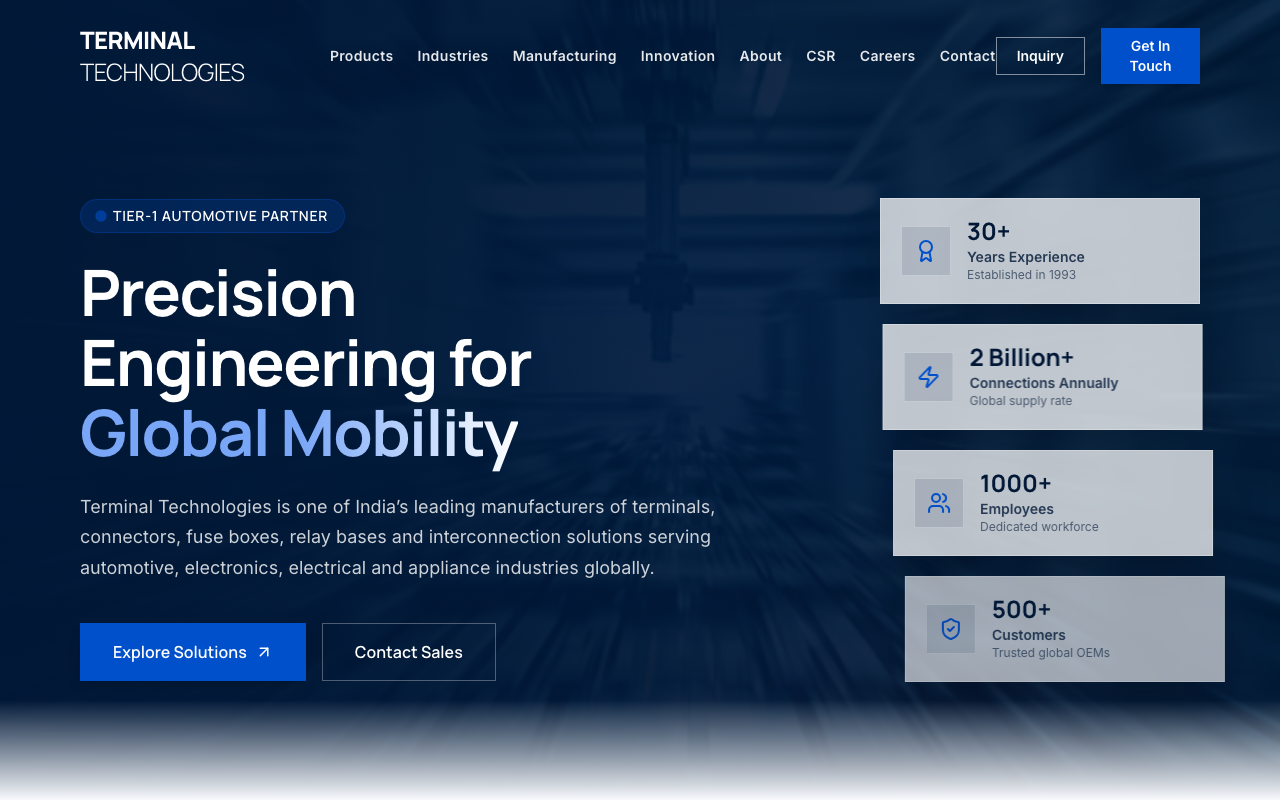 TERMINAL
TECHNOLOGIES
Products Industries Manufacturing Innovation About CSR Careers Contact
Inquiry
Get In
Touch
TIER-1 AUTOMOTIVE PARTNER
Precision
Engineering for
Global Mobility
Terminal Technologies is one of India’s leading manufacturers of terminals,
connectors, fuse boxes, relay bases and interconnection solutions serving
automotive, electronics, electrical and appliance industries globally.
Explore Solutions
Contact Sales
30+
Years Experience
Established in 1993
2 Billion+
Connections Annually
Global supply rate
1000+
Employees
Dedicated workforce
500+
Customers
Trusted global OEMs